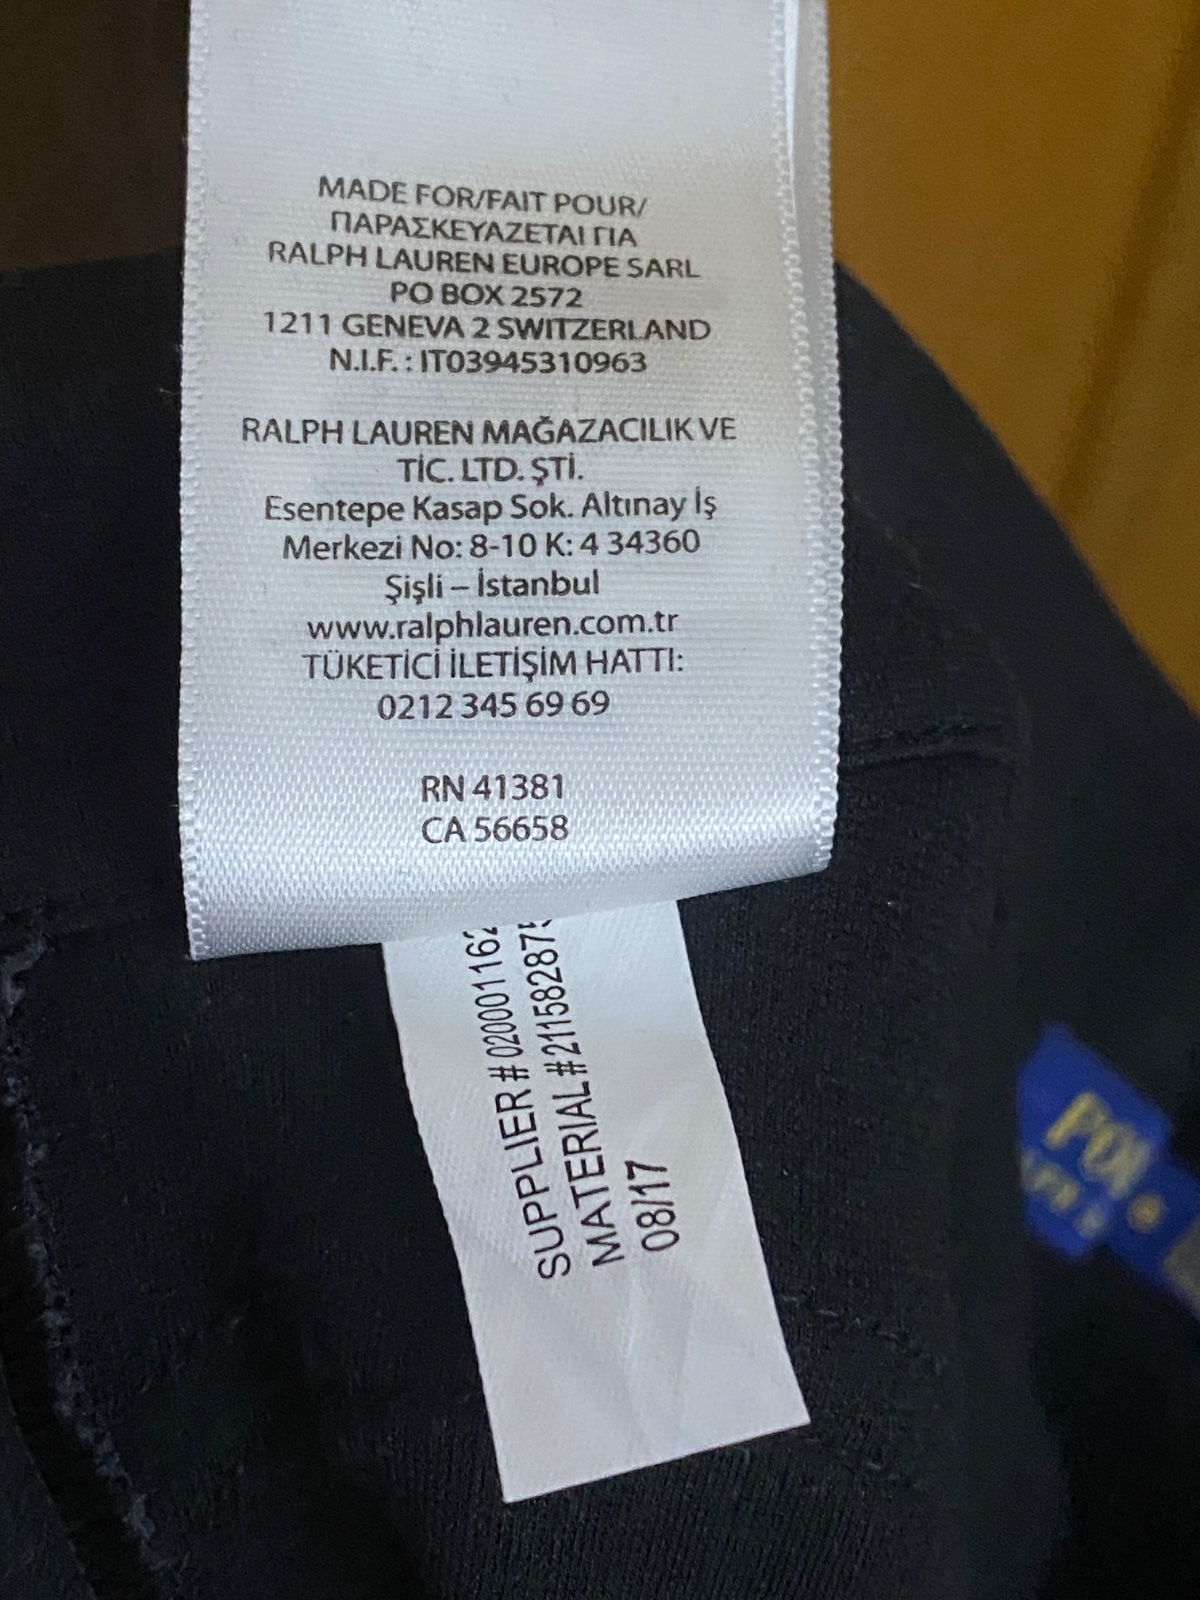 MADE FOR/FAIT POUR/
ΠΑΡΑΣΚΕΥΑΖΕΤΑΙ ΓΙΑ
RALPH LAUREN EUROPE SARL
PO BOX 2572
1211 GENEVA 2 SWITZERLAND
N.I.F. : IT03945310963
RALPH LAUREN MAĞAZACILIK VE
TİC. LTD. ŞTİ.
Esentepe Kasap Sok. Altınay İş
Merkezi No: 8-10 K: 4 34360
Şişli – İstanbul
www.ralphlauren.com.tr
TÜKETİCİ İLETİŞİM HATTI:
0212 345 69 69
RN 41381
CA 56658
SUPPLIER # 02000116
MATERIAL #21158287
08/17